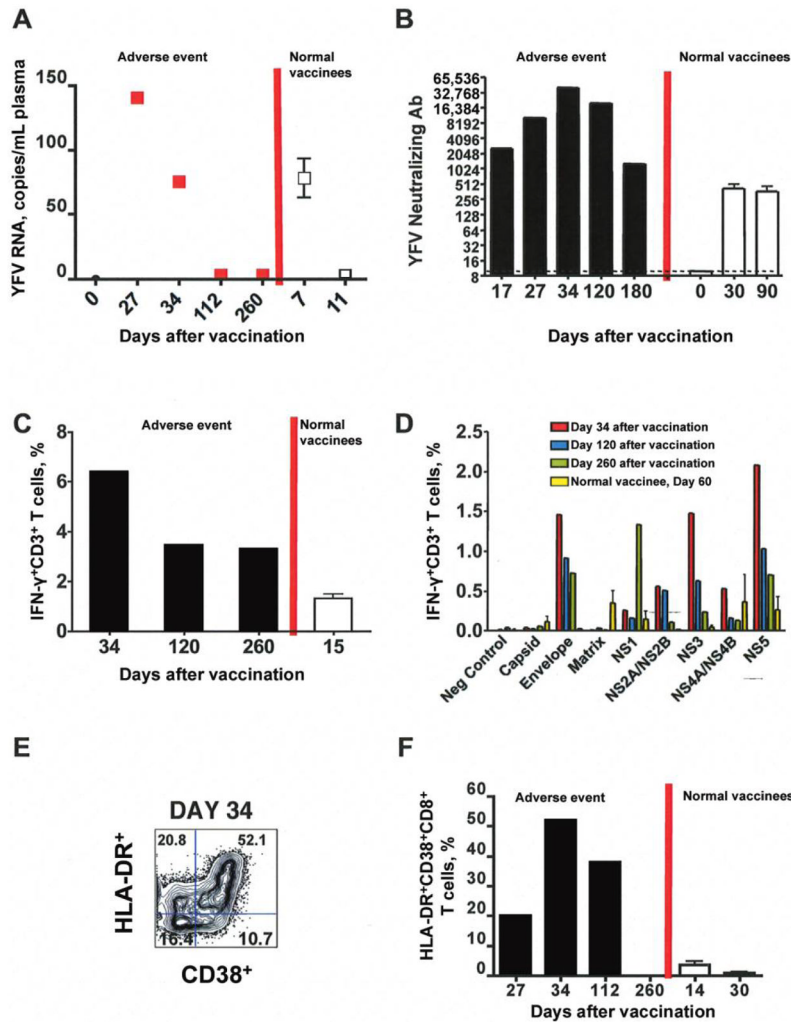 A
Adverse event
Normal
vaccinees
YFV RNA, copies/mL plasma
150
100
50
0
0 27 34 112 260 7 11
Days after vaccination
B
Adverse event
Normal vaccinees
YFV Neutralizing Ab
65,536
32,768
16,384
8192
4096
2048
1024
512
256
128
64
32
16
8
17 27 34 120 180 0 30 90
Days after vaccination
C
Adverse event
Normal
vaccinees
IFN-γ+CD3+ T cells, %
8
6
4
2
0
34 120 260 15
Days after vaccination
D
Day 34 after vaccination
Day 120 after vaccination
Day 260 after vaccination
Normal vaccinee, Day 60
IFN-γ+CD3+ T cells, %
2.5
2.0
1.5
1.0
0.5
0.0
Neg Control
Capsid
Envelope
Matrix
NS1
NS2A/NS2B
NS3
NS4A/NS4B
NS5
E
DAY 34
20.8 52.1
16.4 10.7
HLA-DR+
CD38+
F
Adverse event
Normal vaccinees
HLA-DR+CD38+CD8+
T cells, %
60
50
40
30
20
10
0
27 34 112 260 14 30
Days after vaccination